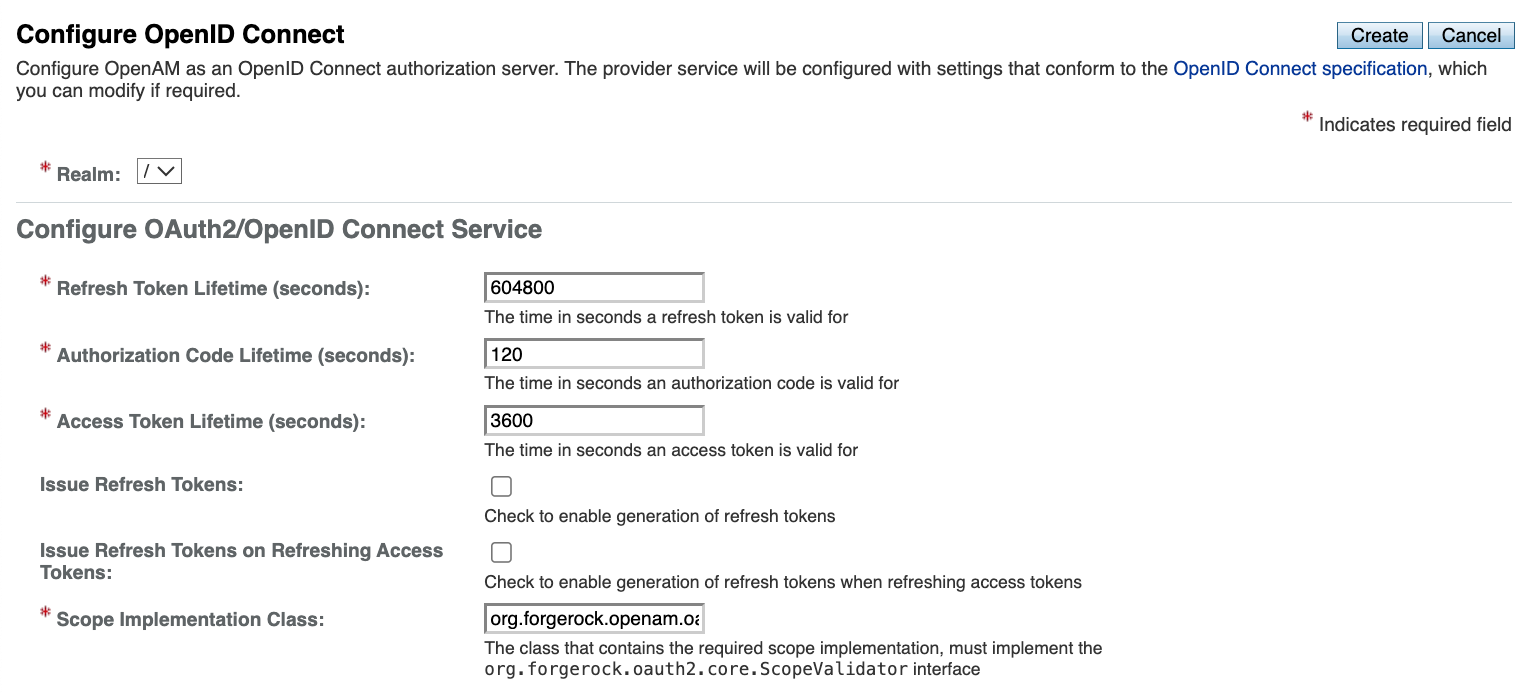 Configure OpenID Connect
Create
Cancel
Configure OpenAM as an OpenID Connect authorization server. The provider service will be configured with settings that conform to the OpenID Connect specification, which
you can modify if required.
* Indicates required field
* Realm: /
Configure OAuth2/OpenID Connect Service
* Refresh Token Lifetime (seconds): 604800
The time in seconds a refresh token is valid for
* Authorization Code Lifetime (seconds): 120
The time in seconds an authorization code is valid for
* Access Token Lifetime (seconds): 3600
The time in seconds an access token is valid for
Issue Refresh Tokens:
Check to enable generation of refresh tokens
Issue Refresh Tokens on Refreshing Access
Tokens:
Check to enable generation of refresh tokens when refreshing access tokens
* Scope Implementation Class: org.forgerock.openam.oa
The class that contains the required scope implementation, must implement the
org.forgerock.oauth2.core.ScopeValidator interface